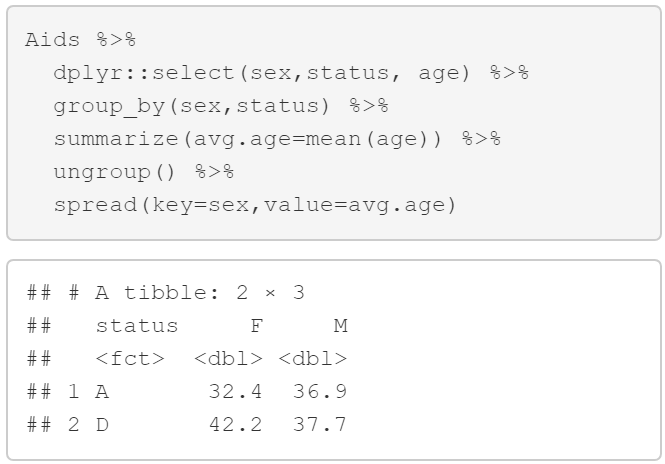 Aids %>%
  dplyr::select(sex,status, age) %>%
  group_by(sex,status) %>%
  summarize(avg.age=mean(age)) %>%
  ungroup() %>%
  spread(key=sex,value=avg.age)
## # A tibble: 2 × 3
##   status     F     M
##   <fct>  <dbl> <dbl>
## 1 A       32.4  36.9
## 2 D       42.2  37.7